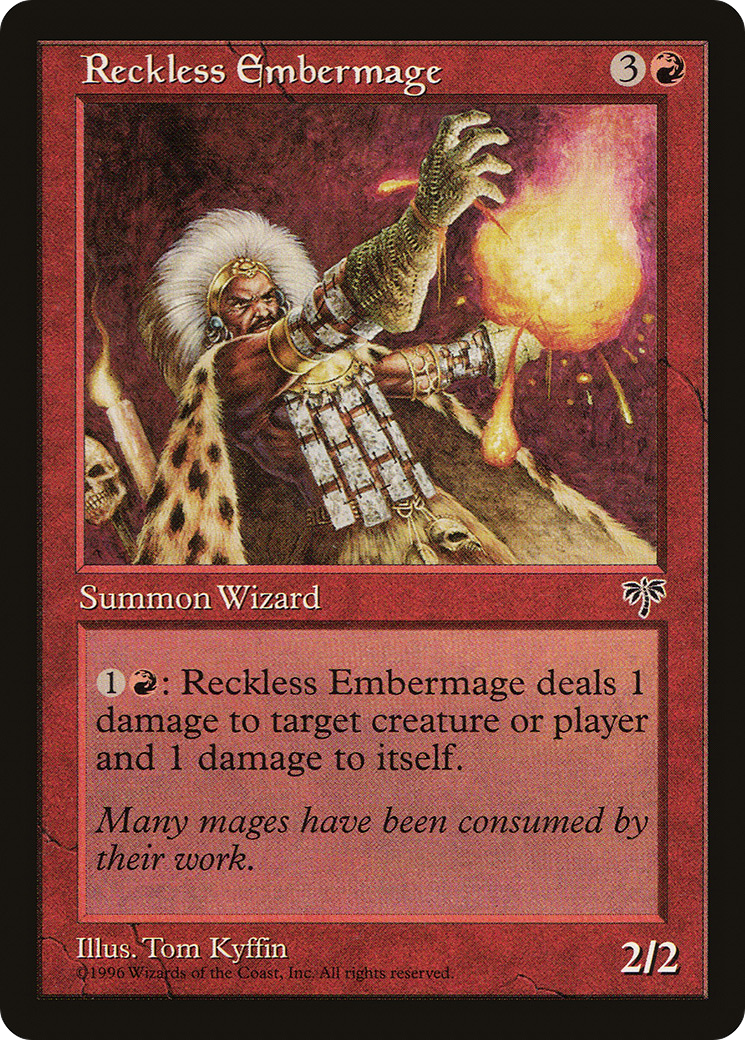 Reckless Embermage 3
Summon Wizard
1 : Reckless Embermage deals 1
damage to target creature or player
and 1 damage to itself.
Many mages have been consumed by
their work.
Illus. Tom Kyffin
2/2
©1996 Wizards of the Coast, Inc. All rights reserved.